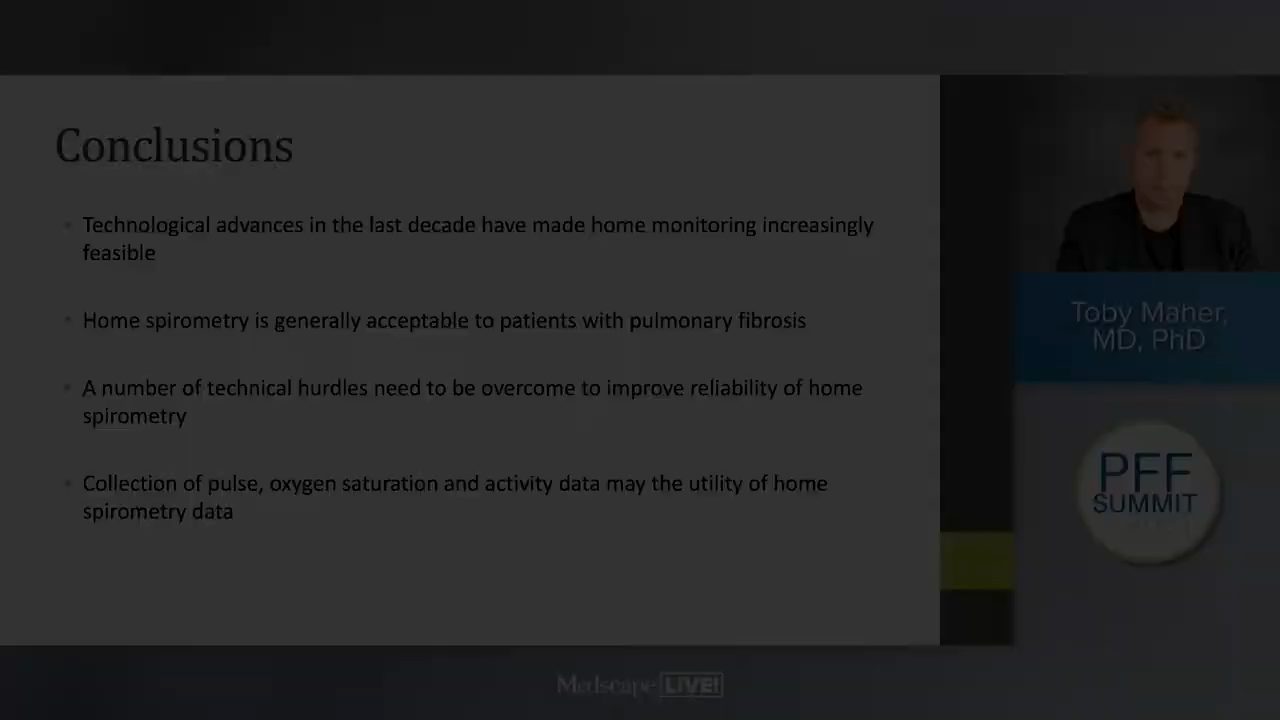 Conclusions
Technological advances in the last decade have made home monitoring increasingly
feasible
Home spirometry is generally acceptable to patients with pulmonary fibrosis
A number of technical hurdles need to be overcome to improve reliability of home
spirometry
Collection of pulse, oxygen saturation and activity data may the utility of home
spirometry data
Toby Maher,
MD, PhD
PFF
SUMMIT
Medscape LIVE!